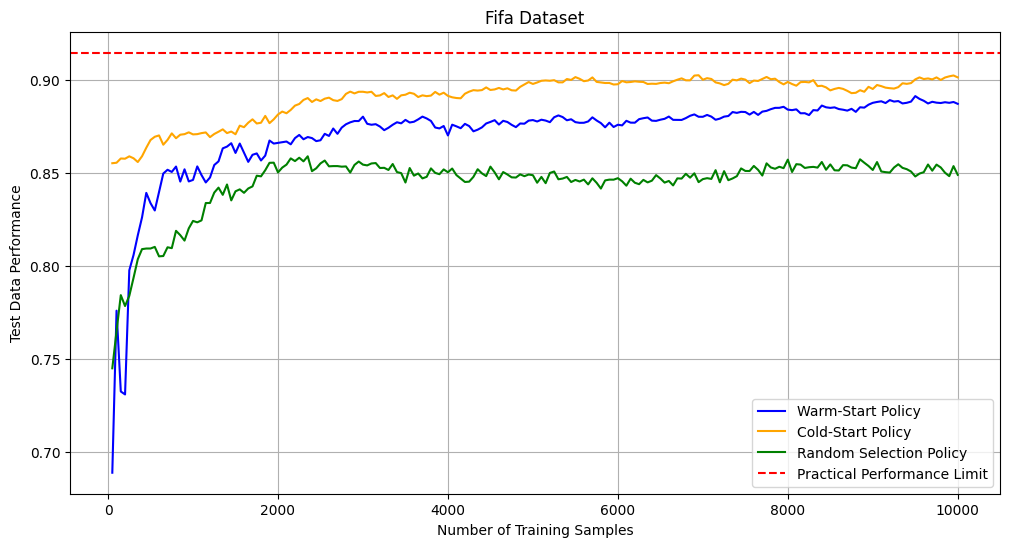 Fifa Dataset
Test Data Performance
0.90
0.85
0.80
0.75
0.70
Warm-Start Policy
Cold-Start Policy
Random Selection Policy
Practical Performance Limit
0
2000
4000
6000
8000
10000
Number of Training Samples